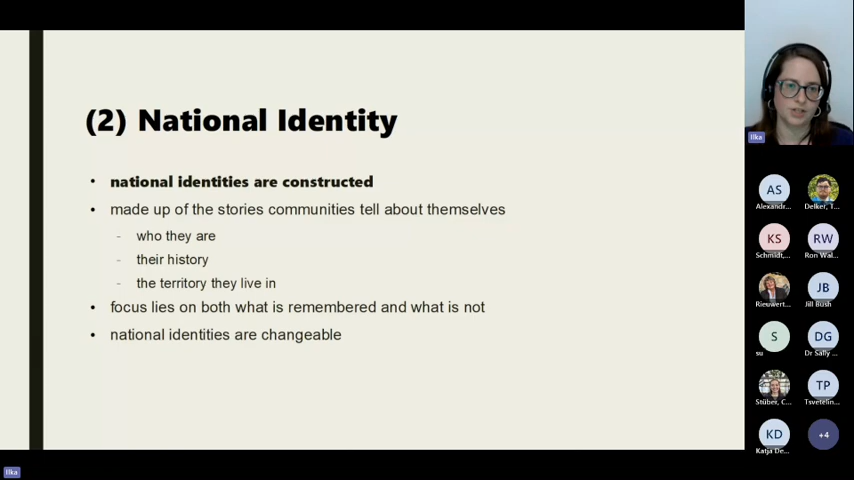 (2) National Identity
• national identities are constructed
• made up of the stories communities tell about themselves
- who they are
- their history
- the territory they live in
• focus lies on both what is remembered and what is not
• national identities are changeable
Ilka
AS
Alexandr...
Delker, T...
KS
Schmidt,...
RW
Ron Wal...
Rieuwert...
JB
Jill Bush
S
su
DG
Dr Sally ...
Stüber, C...
TP
Tsvetelin...
KD
Katja De...
+4
Ilka